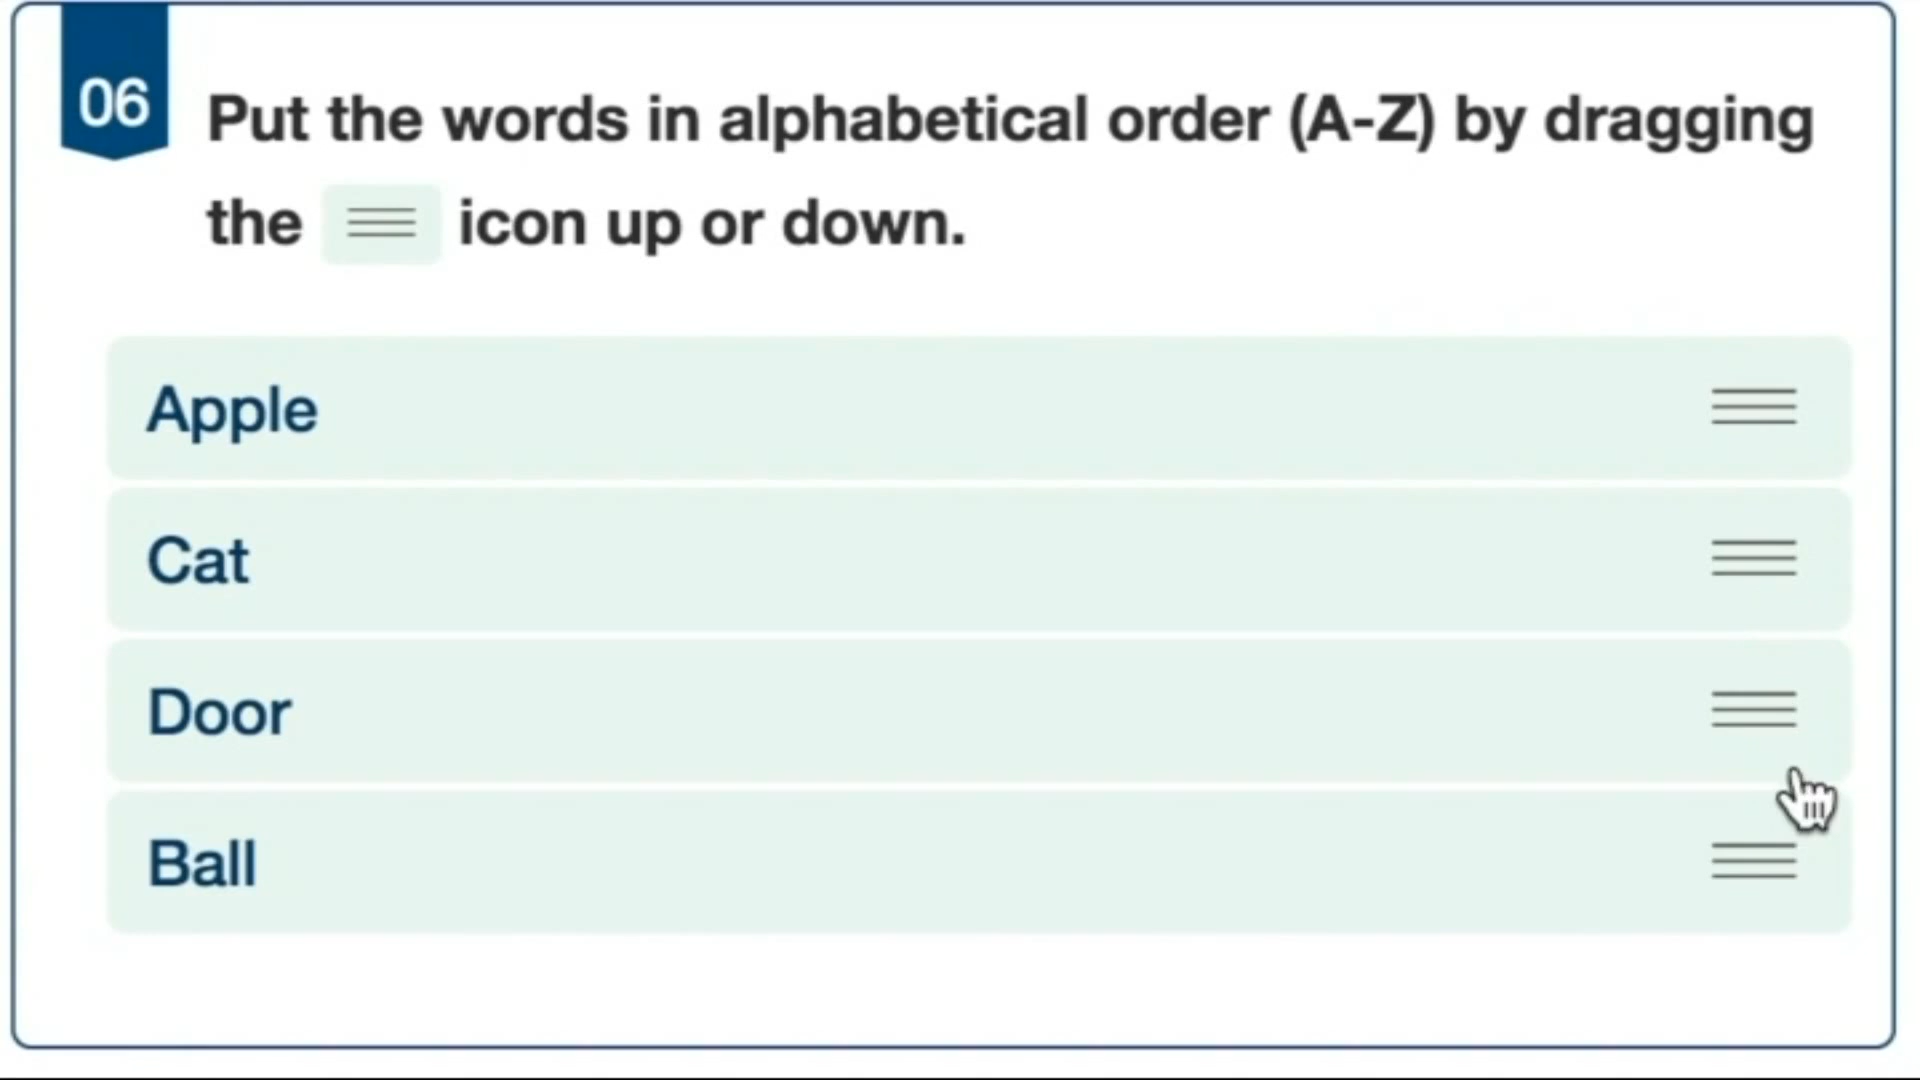 06
Put the words in alphabetical order (A-Z) by dragging
the icon up or down.
Apple
Cat
Door
Ball